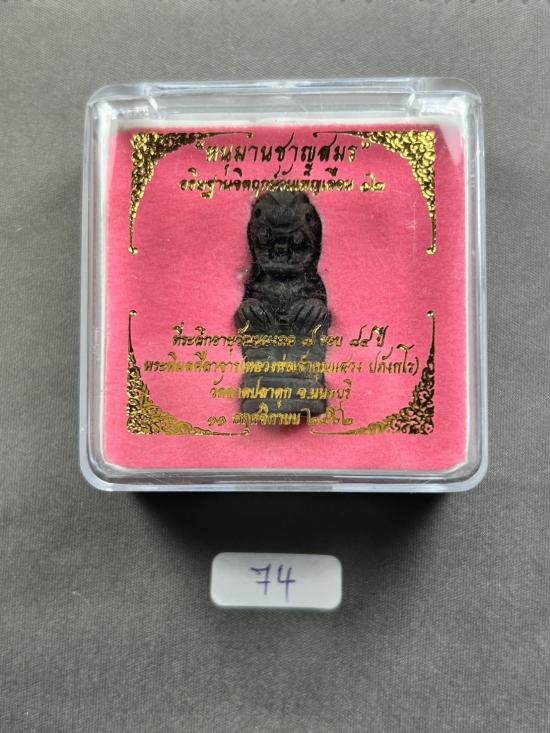 "หนุมานชาญสมร"
อธิษฐานจิตฤกษ์วันเพ็ญเดือน ๑๒
ที่ระลึกอายุวัฒนมงคล ๗ รอบ ๘๔ ปี
พระพิมลศีลาจาร(หลวงพ่อเจ้าคุณแสวง ปภังกโร)
วัดลาดปลาดุก จ.นนทบุรี
๑๑ พฤศจิกายน ๒๕๖๒
74